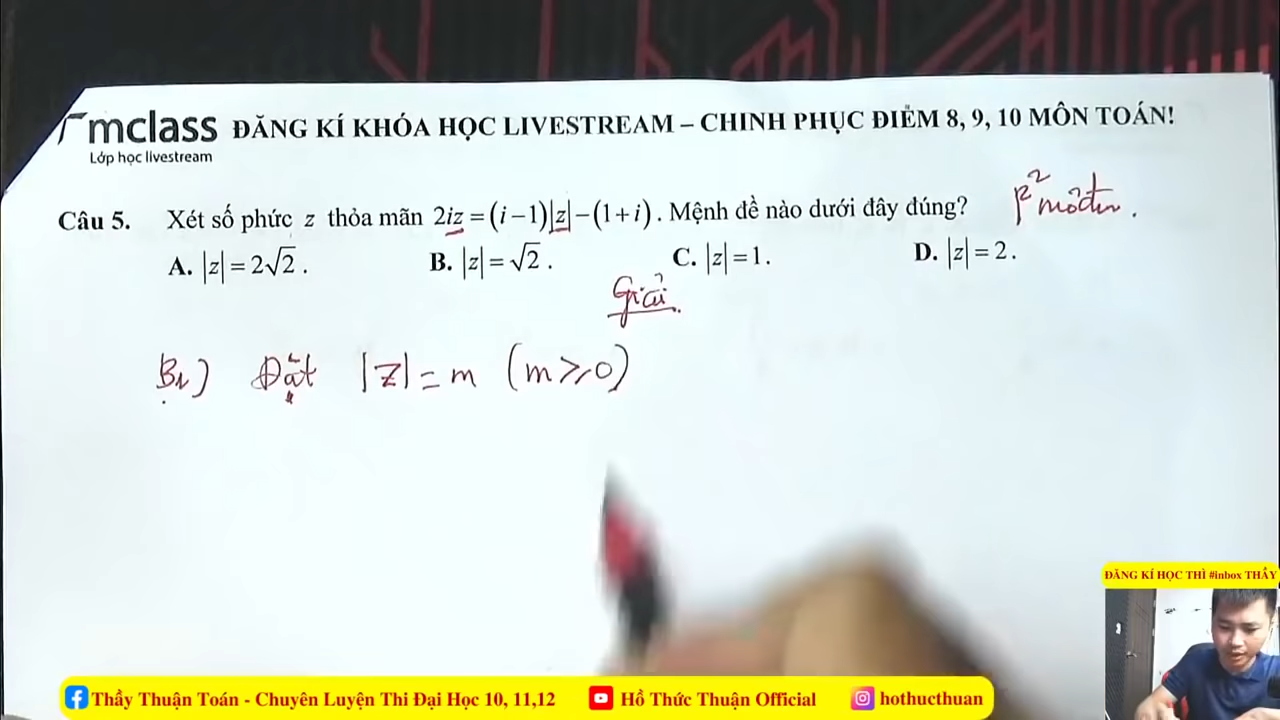 mclass ĐĂNG KÍ KHÓA HỌC LIVESTREAM – CHINH PHỤC ĐIỂM 8, 9, 10 MÔN TOÁN!
Lớp học livestream
Câu 5. Xét số phức z thỏa mãn 2iz = (i−1)|z|−(1+i). Mệnh đề nào dưới đây đúng? p² môđun.
A. |z| = 2√2. B. |z| = √2. C. |z| = 1. D. |z| = 2.
Giải
B1) Đặt |z| = m (m ≥ 0)
ĐĂNG KÍ HỌC THÌ #inbox THẦY
Thầy Thuận Toán - Chuyên Luyện Thi Đại Học 10, 11,12 Hồ Thức Thuận Official hothucthuan